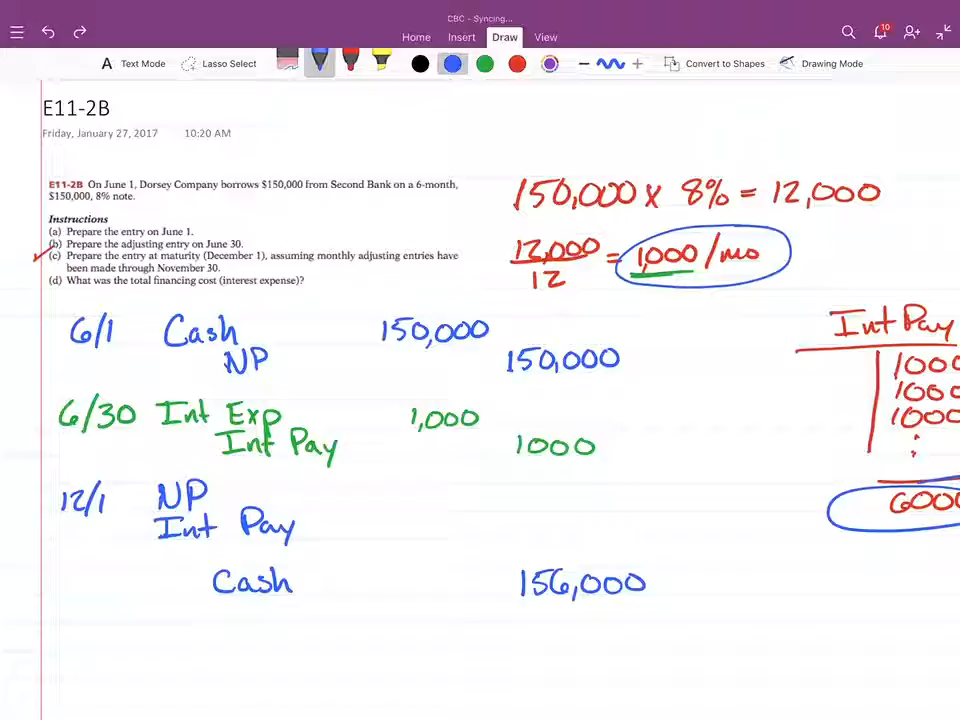 CBC - Syncing...
Home Insert Draw View
10
A Text Mode Lasso Select Convert to Shapes Drawing Mode
E11-2B
Friday, January 27, 2017 10:20 AM
E11-2B On June 1, Dorsey Company borrows $150,000 from Second Bank on a 6-month,
$150,000, 8% note.
Instructions
(a) Prepare the entry on June 1.
(b) Prepare the adjusting entry on June 30.
(c) Prepare the entry at maturity (December 1), assuming monthly adjusting entries have
been made through November 30.
(d) What was the total financing cost (interest expense)?
150,000 x 8% = 12,000
12,000
12
= 1,000 /mo
6/1 Cash 150,000
NP 150,000
6/30 Int Exp 1,000
Int Pay 1000
12/1 NP
Int Pay
Cash 156,000
Int Pay
1000
1000
1000
6000